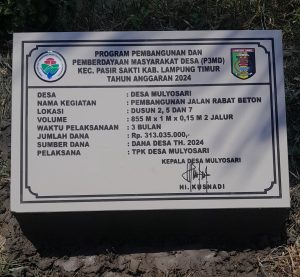 PROGRAM PEMBANGUNAN DAN
PEMBERDAYAAN MASYARAKAT DESA (P3MD)
KEC. PASIR SAKTI KAB. LAMPUNG TIMUR
TAHUN ANGGARAN 2024
DESA : DESA MULYOSARI
NAMA KEGIATAN : PEMBANGUNAN JALAN RABAT BETON
LOKASI : DUSUN 2, 5 DAN 7
VOLUME : 855 M x 1 M x 0,15 M 2 JALUR
WAKTU PELAKSANAAN : 3 BULAN
JUMLAH DANA : Rp. 313.035.000,-
SUMBER DANA : DANA DESA TH. 2024
PELAKSANA : TPK DESA MULYOSARI
KEPALA DESA MULYOSARI
Hi. KUSNADI